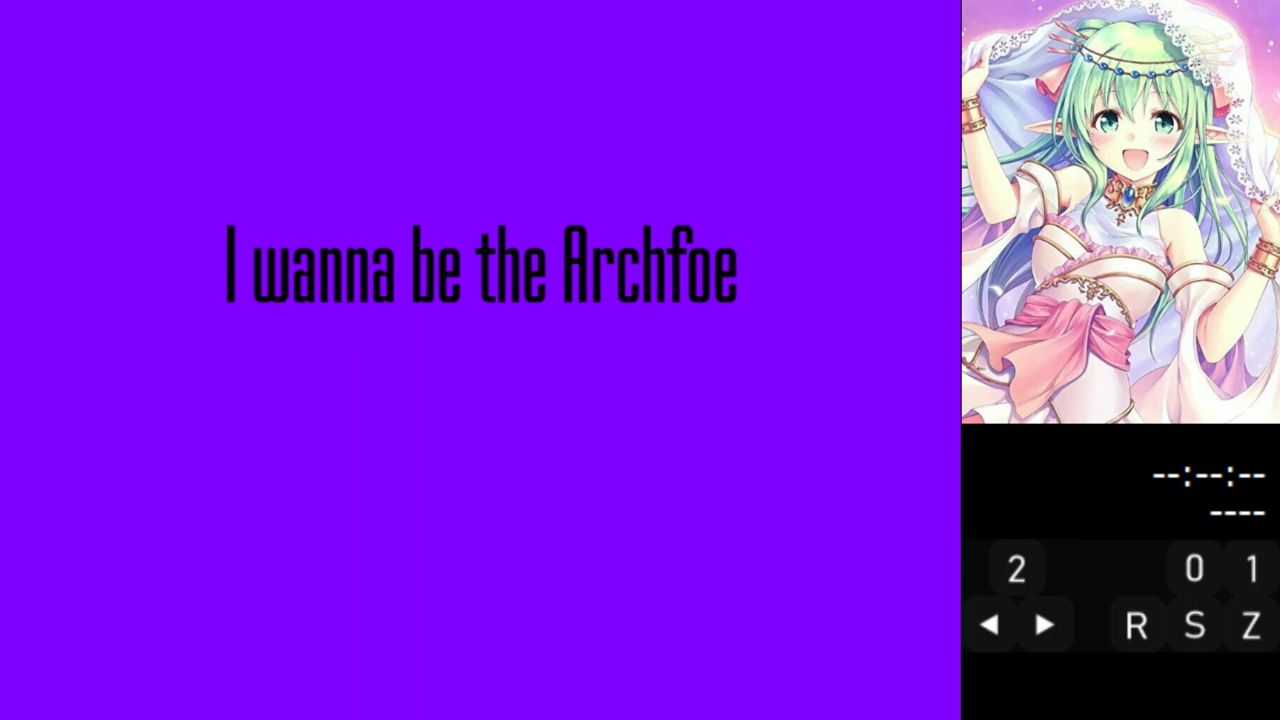 I wanna be the Archfoe
--:--:--
----
2 0 1
◀ ▶ R S Z